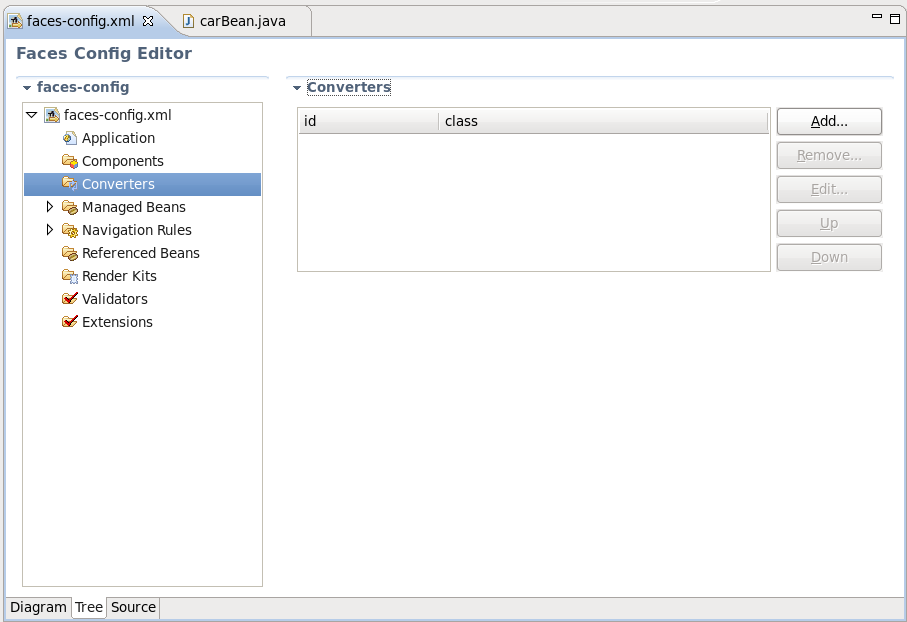 faces-config.xml carBean.java
Faces Config Editor
faces-config
faces-config.xml
Application
Components
Converters
Managed Beans
Navigation Rules
Referenced Beans
Render Kits
Validators
Extensions
Converters
id class
Add...
Remove...
Edit...
Up
Down
Diagram Tree Source